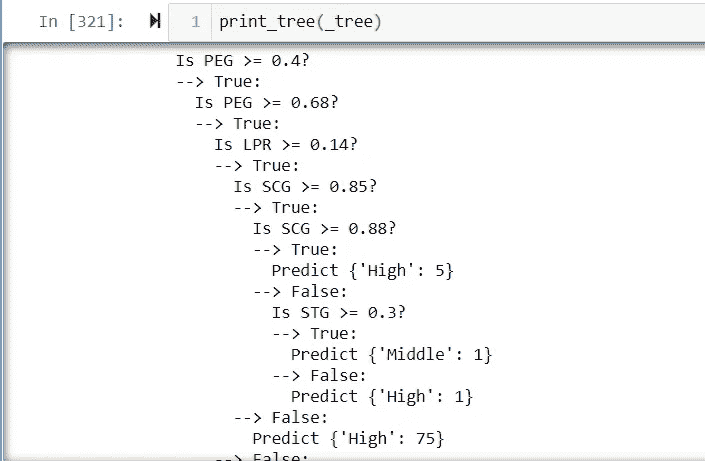 In [321]: 1 print_tree(_tree)
Is PEG >= 0.4?
--> True:
  Is PEG >= 0.68?
  --> True:
    Is LPR >= 0.14?
    --> True:
      Is SCG >= 0.85?
      --> True:
        Is SCG >= 0.88?
        --> True:
          Predict {'High': 5}
        --> False:
          Is STG >= 0.3?
          --> True:
            Predict {'Middle': 1}
          --> False:
            Predict {'High': 1}
      --> False:
        Predict {'High': 75}
    --> False: